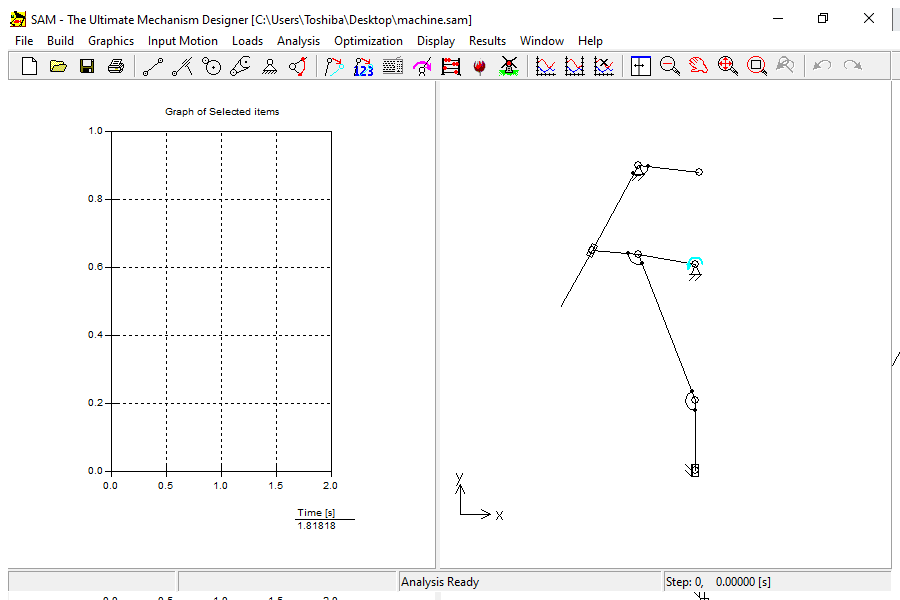 SAM - The Ultimate Mechanism Designer [C:\Users\Toshiba\Desktop\machine.sam]
File Build Graphics Input Motion Loads Analysis Optimization Display Results Window Help
123
Graph of Selected items
1.0
0.8
0.6
0.4
0.2
0.0
0.0 0.5 1.0 1.5 2.0
Time [s]
1.81818
Y
X
Analysis Ready
Step: 0, 0.00000 [s]